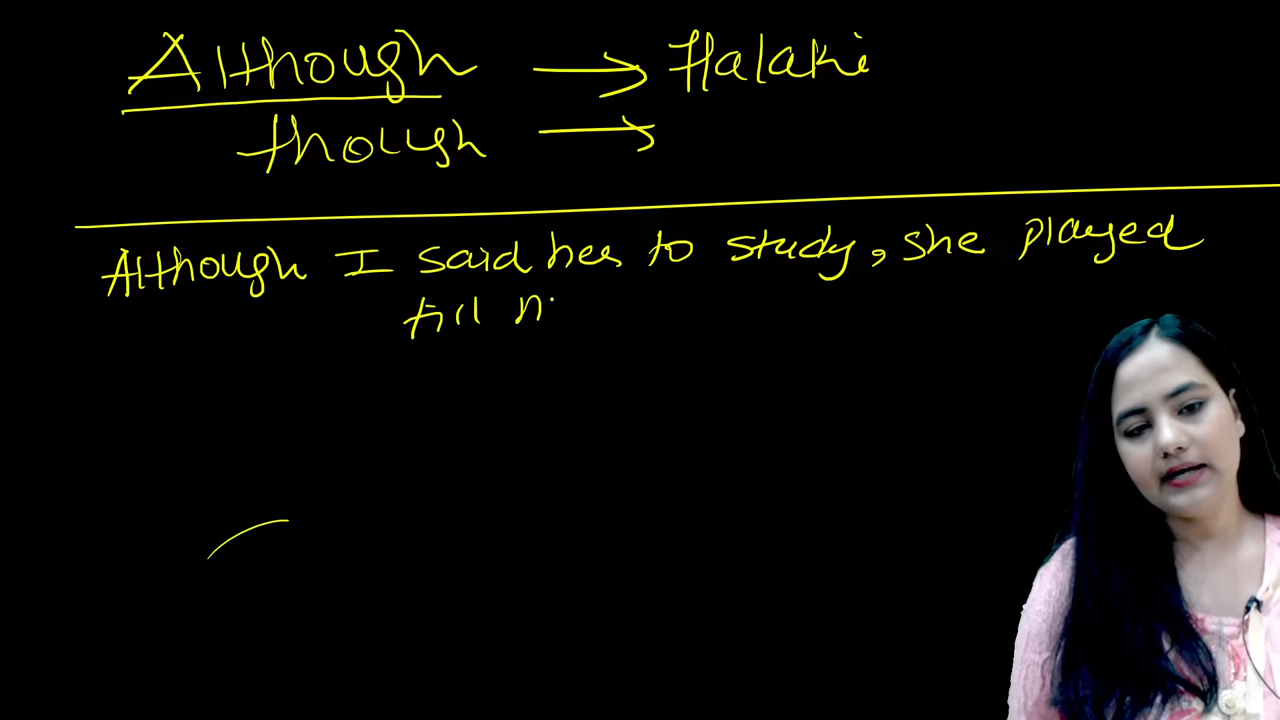 Although → Halaki
though →
Although I said her to study, she played
till